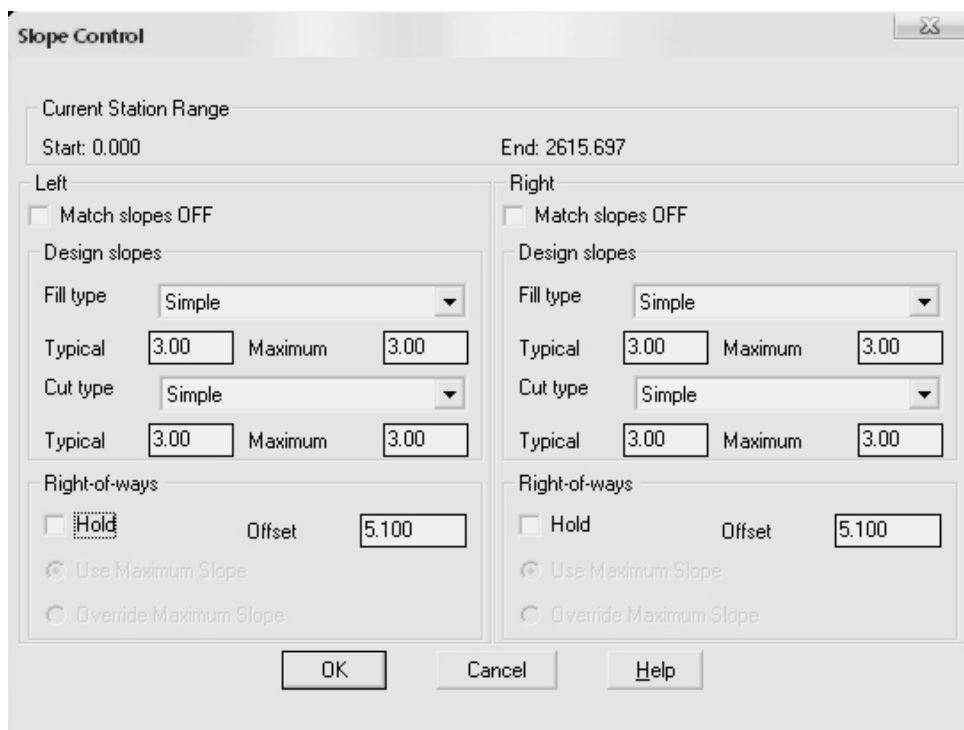 Slope Control
Current Station Range
Start: 0.000 End: 2615.697
Left
Match slopes OFF
Design slopes
Fill type Simple
Typical 3.00 Maximum 3.00
Cut type Simple
Typical 3.00 Maximum 3.00
Right-of-ways
Hold Offset 5.100
Use Maximum Slope
Override Maximum Slope
Right
Match slopes OFF
Design slopes
Fill type Simple
Typical 3.00 Maximum 3.00
Cut type Simple
Typical 3.00 Maximum 3.00
Right-of-ways
Hold Offset 5.100
Use Maximum Slope
Override Maximum Slope
OK Cancel Help